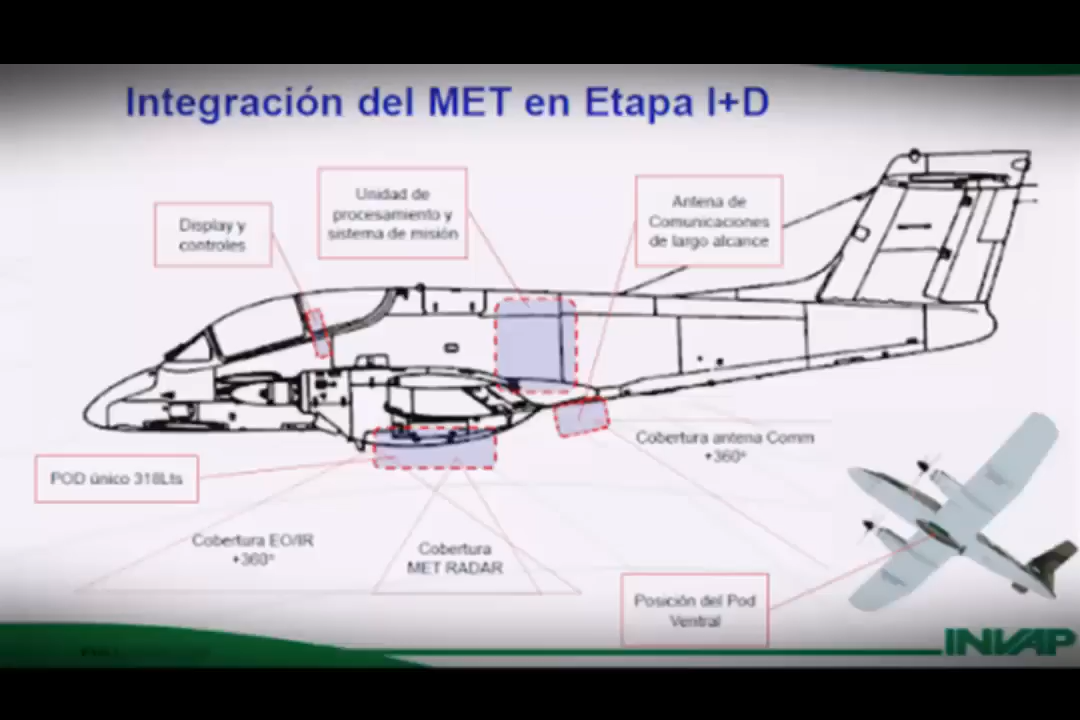 Integración del MET en Etapa I+D
Display y
controles
Unidad de
procesamiento y
sistema de misión
Antena de
Comunicaciones
de largo alcance
POD único 318Lts
Cobertura antena Comm
+360°
Cobertura EO/IR
+360°
Cobertura
MET RADAR
Posición del Pod
Ventral
INVAP